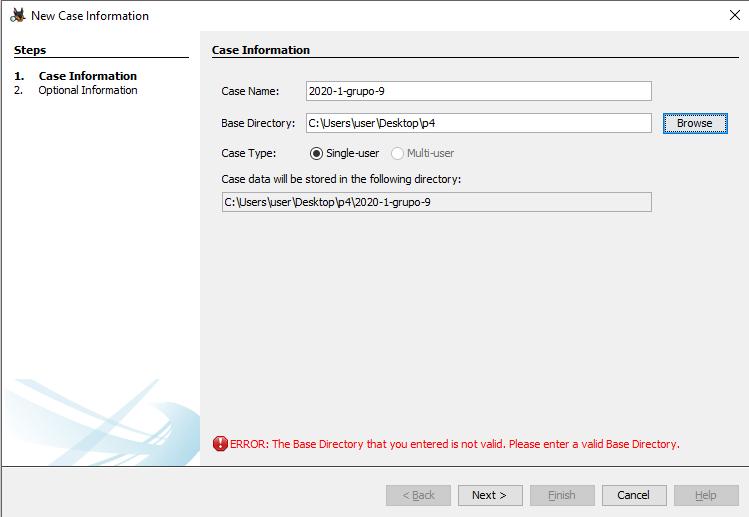 New Case Information
Steps
1. Case Information
2. Optional Information
Case Information
Case Name: 2020-1-grupo-9
Base Directory: C:\Users\user\Desktop\p4 Browse
Case Type: Single-user Multi-user
Case data will be stored in the following directory:
C:\Users\user\Desktop\p4\2020-1-grupo-9
ERROR: The Base Directory that you entered is not valid. Please enter a valid Base Directory.
< Back Next > Finish Cancel Help